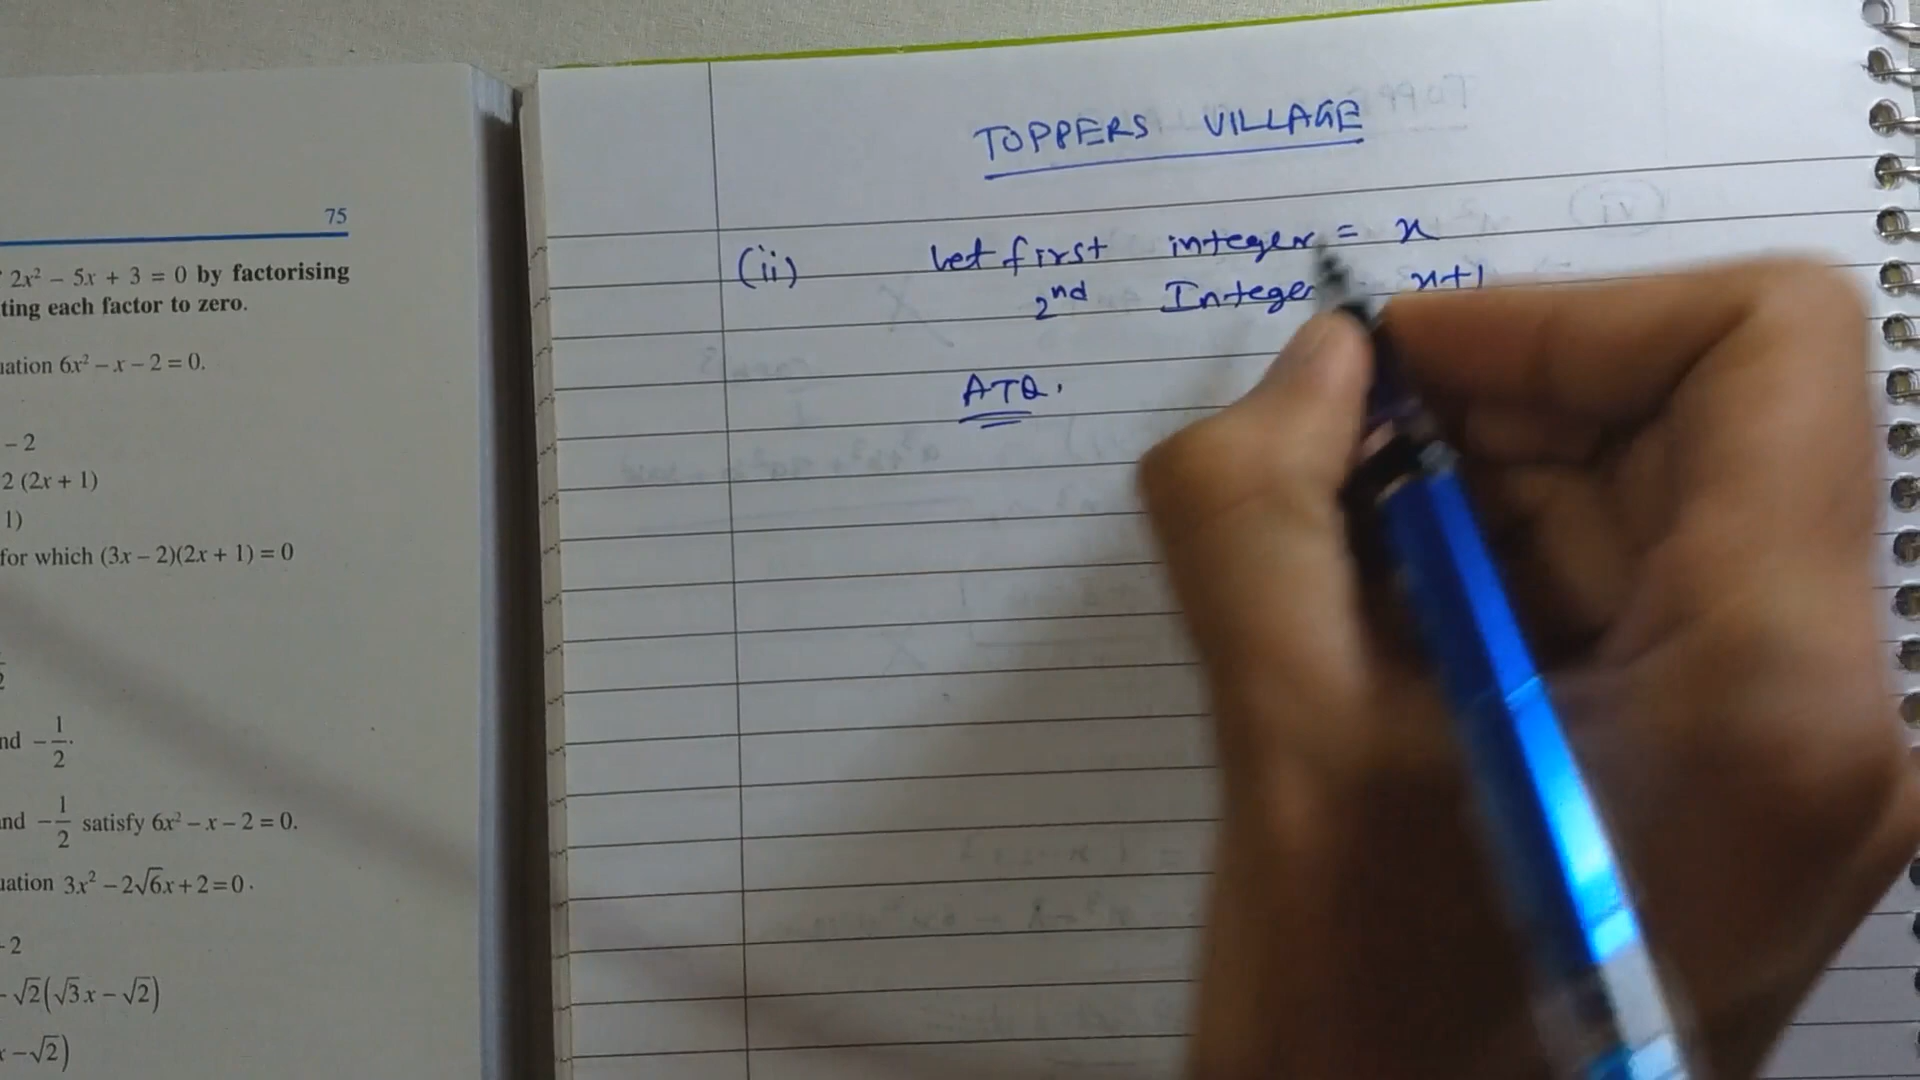 75
2x² – 5x + 3 = 0 by factorising
ting each factor to zero.
uation 6x² – x – 2 = 0.
– 2
2 (2x + 1)
1)
for which (3x – 2)(2x + 1) = 0
2
nd –1/2.
nd –1/2 satisfy 6x² – x – 2 = 0.
uation 3x² – 2√6x + 2 = 0.
– 2
– √2(√3x – √2)
x – √2)
TOPPERS VILLAGE
(ii) Let first integer = x
2nd Integer x+1
ATQ.